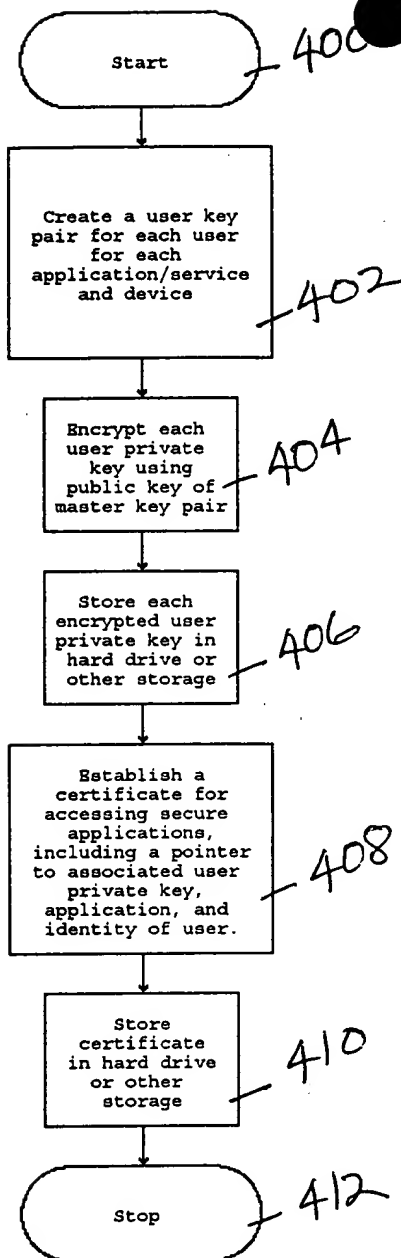 Start
400
Create a user key
pair for each user
for each
application/service
and device
402
Encrypt each
user private
key using
public key of
master key pair
404
Store each
encrypted user
private key in
hard drive or
other storage
406
Establish a
certificate for
accessing secure
applications,
including a pointer
to associated user
private key,
application, and
identity of user.
408
Store
certificate
in hard drive
or other
storage
410
Stop
412